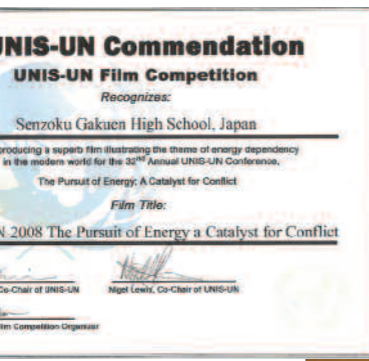 UNIS-UN Commendation
UNIS-UN Film Competition
Recognizes:
Senzoku Gakuen High School, Japan
producing a superb film illustrating the theme of energy dependency
in the modern world for the 32nd Annual UNIS-UN Conference.
The Pursuit of Energy: A Catalyst for Conflict
Film Title:
2008 The Pursuit of Energy a Catalyst for Conflict
Co-Chair of UNIS-UN
Nigel Lewis, Co-Chair of UNIS-UN
Film Competition Organizer